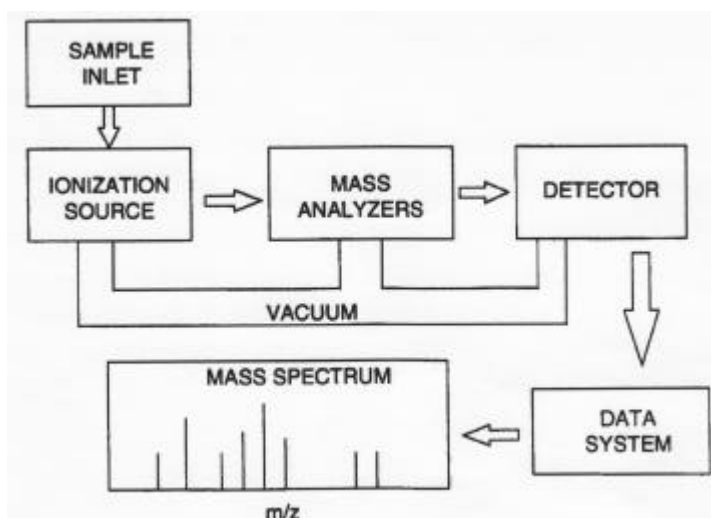 SAMPLE
INLET
IONIZATION
SOURCE
MASS
ANALYZERS
DETECTOR
VACUUM
MASS SPECTRUM
DATA
SYSTEM
m/z